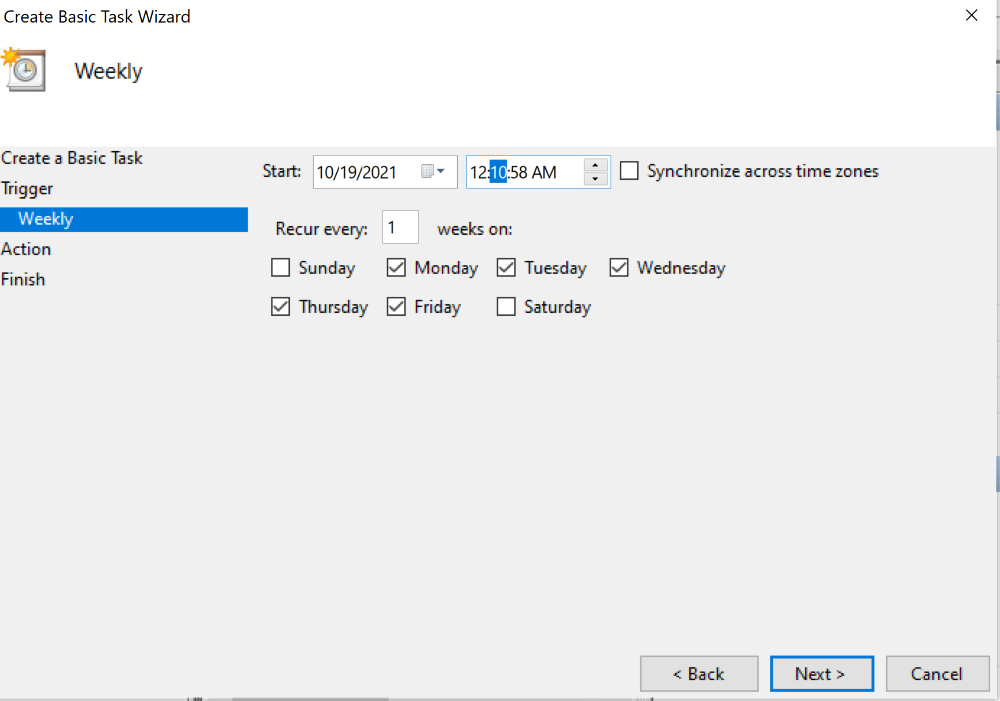 Create Basic Task Wizard
Weekly
Create a Basic Task
Trigger
Weekly
Action
Finish
Start: 10/19/2021 12:10:58 AM Synchronize across time zones
Recur every: 1 weeks on:
Sunday Monday Tuesday Wednesday
Thursday Friday Saturday
< Back Next > Cancel